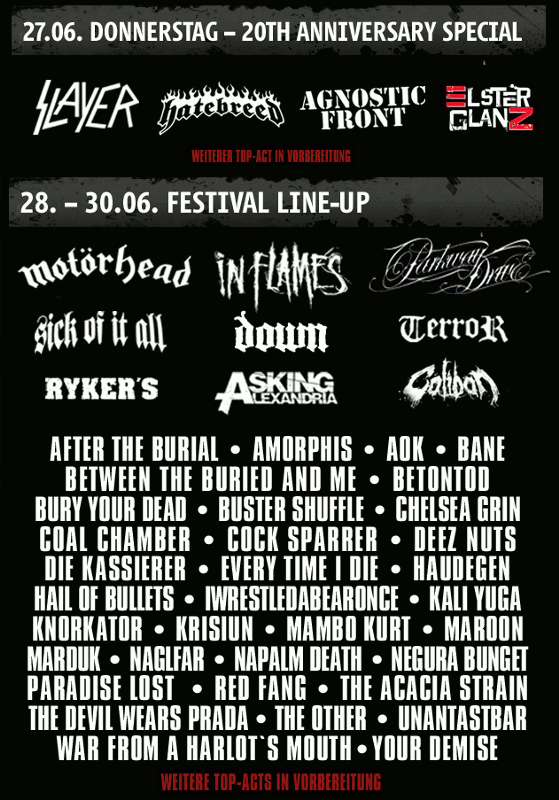 27.06. DONNERSTAG – 20TH ANNIVERSARY SPECIAL
SLAYER hatebreed AGNOSTIC FRONT ELSTERGLANZ
WEITERER TOP-ACT IN VORBEREITUNG
28. – 30.06. FESTIVAL LINE-UP
motörhead IN FLAMES Parkway Drive
sick of it all down TERROR
RYKER'S ASKING ALEXANDRIA Caliban
AFTER THE BURIAL • AMORPHIS • AOK • BANE
BETWEEN THE BURIED AND ME • BETONTOD
BURY YOUR DEAD • BUSTER SHUFFLE • CHELSEA GRIN
COAL CHAMBER • COCK SPARRER • DEEZ NUTS
DIE KASSIERER • EVERY TIME I DIE • HAUDEGEN
HAIL OF BULLETS • IWRESTLEDABEARONCE • KALI YUGA
KNORKATOR • KRISIUN • MAMBO KURT • MAROON
MARDUK • NAGLFAR • NAPALM DEATH • NEGURA BUNGET
PARADISE LOST • RED FANG • THE ACACIA STRAIN
THE DEVIL WEARS PRADA • THE OTHER • UNANTASTBAR
WAR FROM A HARLOT`S MOUTH • YOUR DEMISE
WEITERE TOP-ACTS IN VORBEREITUNG